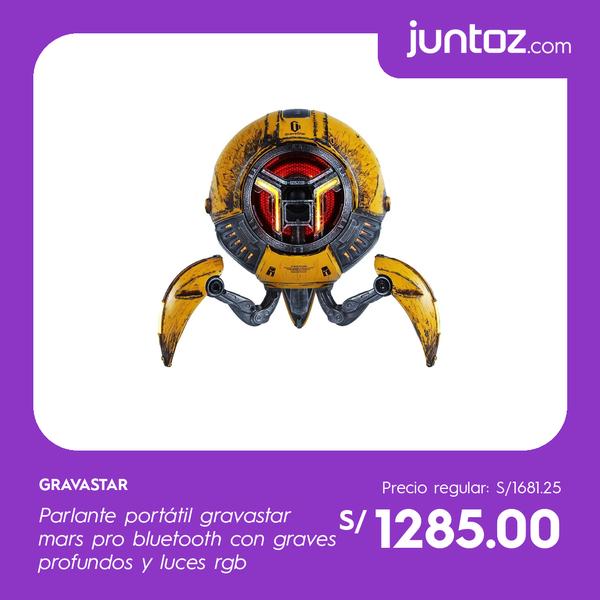 juntoz.com
GRAVASTAR
Parlante portátil gravastar
mars pro bluetooth con graves
profundos y luces rgb
Precio regular: S/1681.25
S/ 1285.00